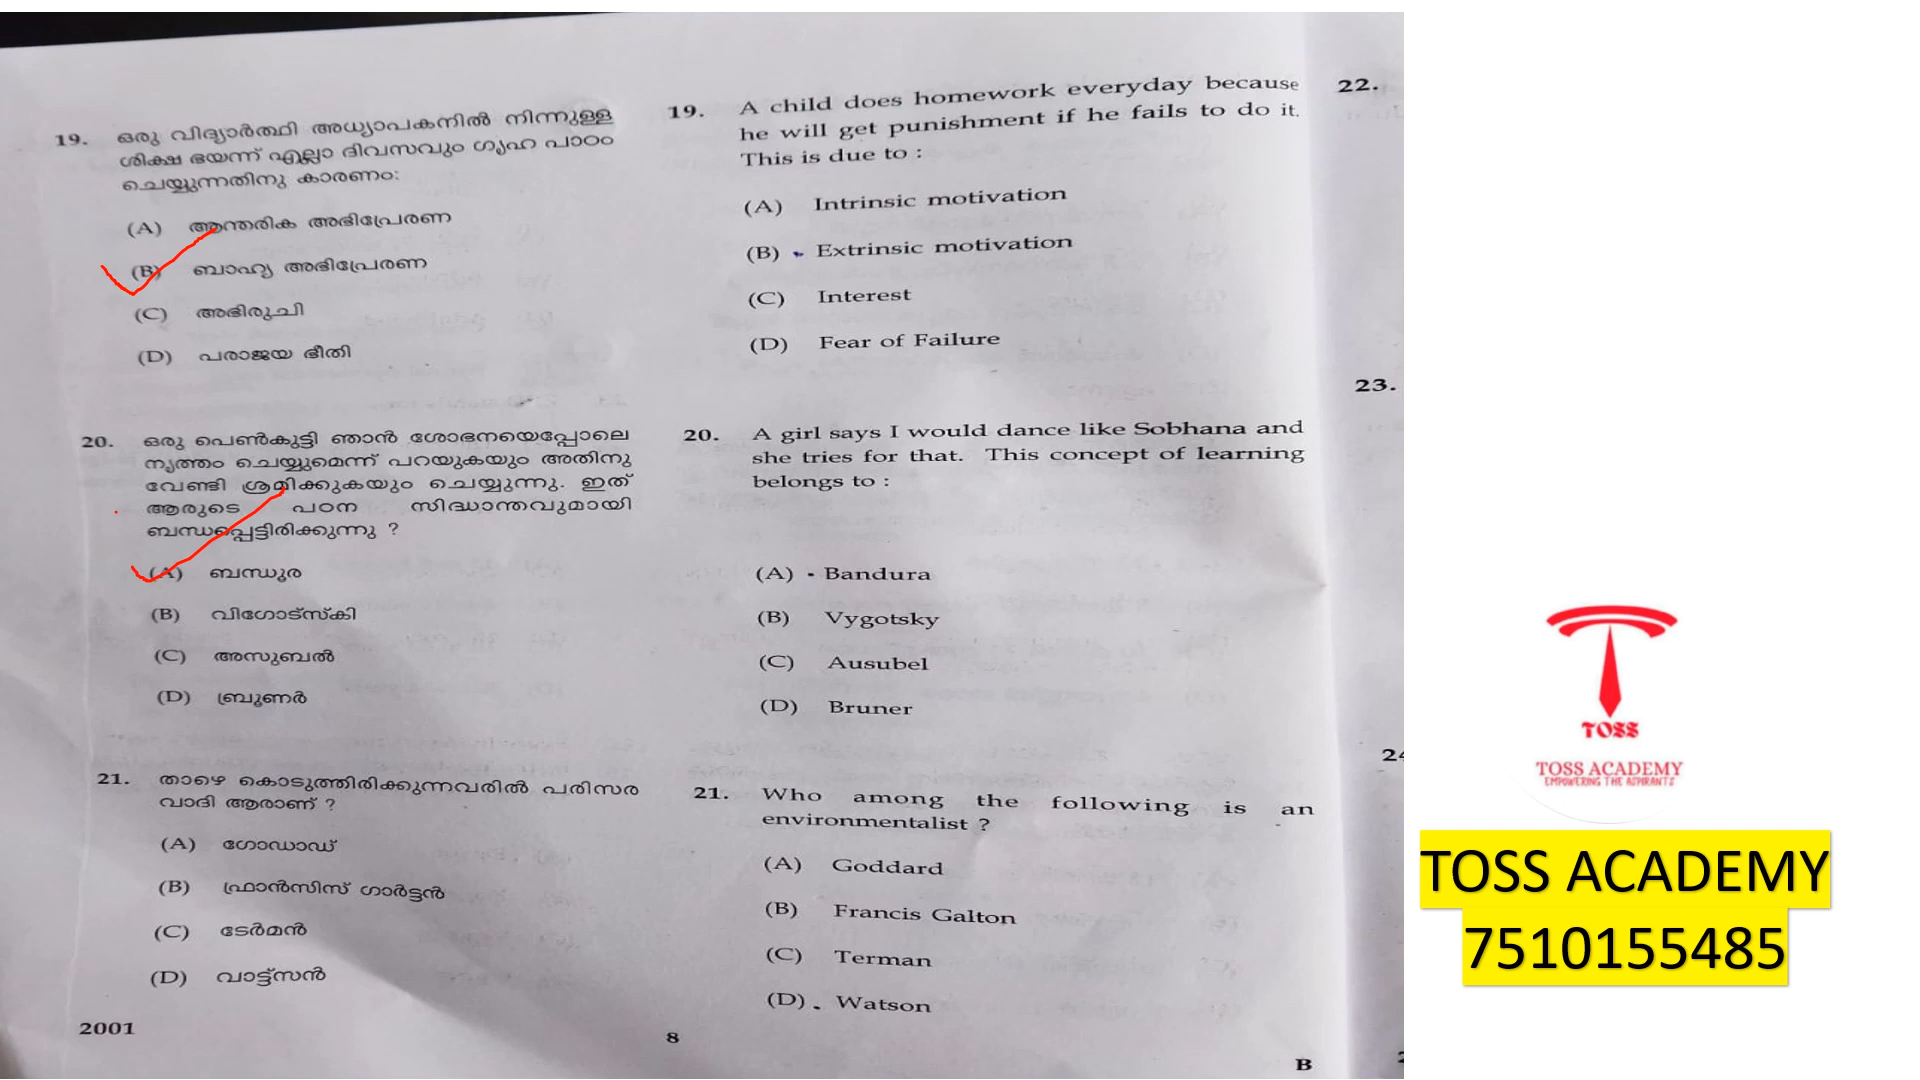 19. ഒരു വിദ്യാർത്ഥി അധ്യാപകനിൽ നിന്നുള്ള
ശിക്ഷ ഭയന്ന് എല്ലാ ദിവസവും ഗൃഹ പാഠം
ചെയ്യുന്നതിനു കാരണം:
(A) ആന്തരിക അഭിപ്രേരണ
(B) ബാഹ്യ അഭിപ്രേരണ
(C) അഭിരുചി
(D) പരാജയ ഭീതി
20. ഒരു പെൺകുട്ടി ഞാൻ ശോഭനയെപ്പോലെ
നൃത്തം ചെയ്യുമെന്ന് പറയുകയും അതിനു
വേണ്ടി ശ്രമിക്കുകയും ചെയ്യുന്നു. ഇത്
ആരുടെ പഠന സിദ്ധാന്തവുമായി
ബന്ധപ്പെട്ടിരിക്കുന്നു ?
(A) ബന്ധുര
(B) വിഗോട്സ്കി
(C) അസുബൽ
(D) ബ്രൂണർ
21. താഴെ കൊടുത്തിരിക്കുന്നവരിൽ പരിസര
വാദി ആരാണ് ?
(A) ഗോഡാഡ്
(B) ഫ്രാൻസിസ് ഗാർട്ടൻ
(C) ടേർമൻ
(D) വാട്ട്സൻ
2001
19. A child does homework everyday because
he will get punishment if he fails to do it.
This is due to :
(A) Intrinsic motivation
(B) Extrinsic motivation
(C) Interest
(D) Fear of Failure
20. A girl says I would dance like Sobhana and
she tries for that. This concept of learning
belongs to :
(A) Bandura
(B) Vygotsky
(C) Ausubel
(D) Bruner
21. Who among the following is an
environmentalist ?
(A) Goddard
(B) Francis Galton
(C) Terman
(D) Watson
8
B
22.
23.
24
TOSS
TOSS ACADEMY
EMPOWERING THE ASPIRANTS
TOSS ACADEMY
7510155485